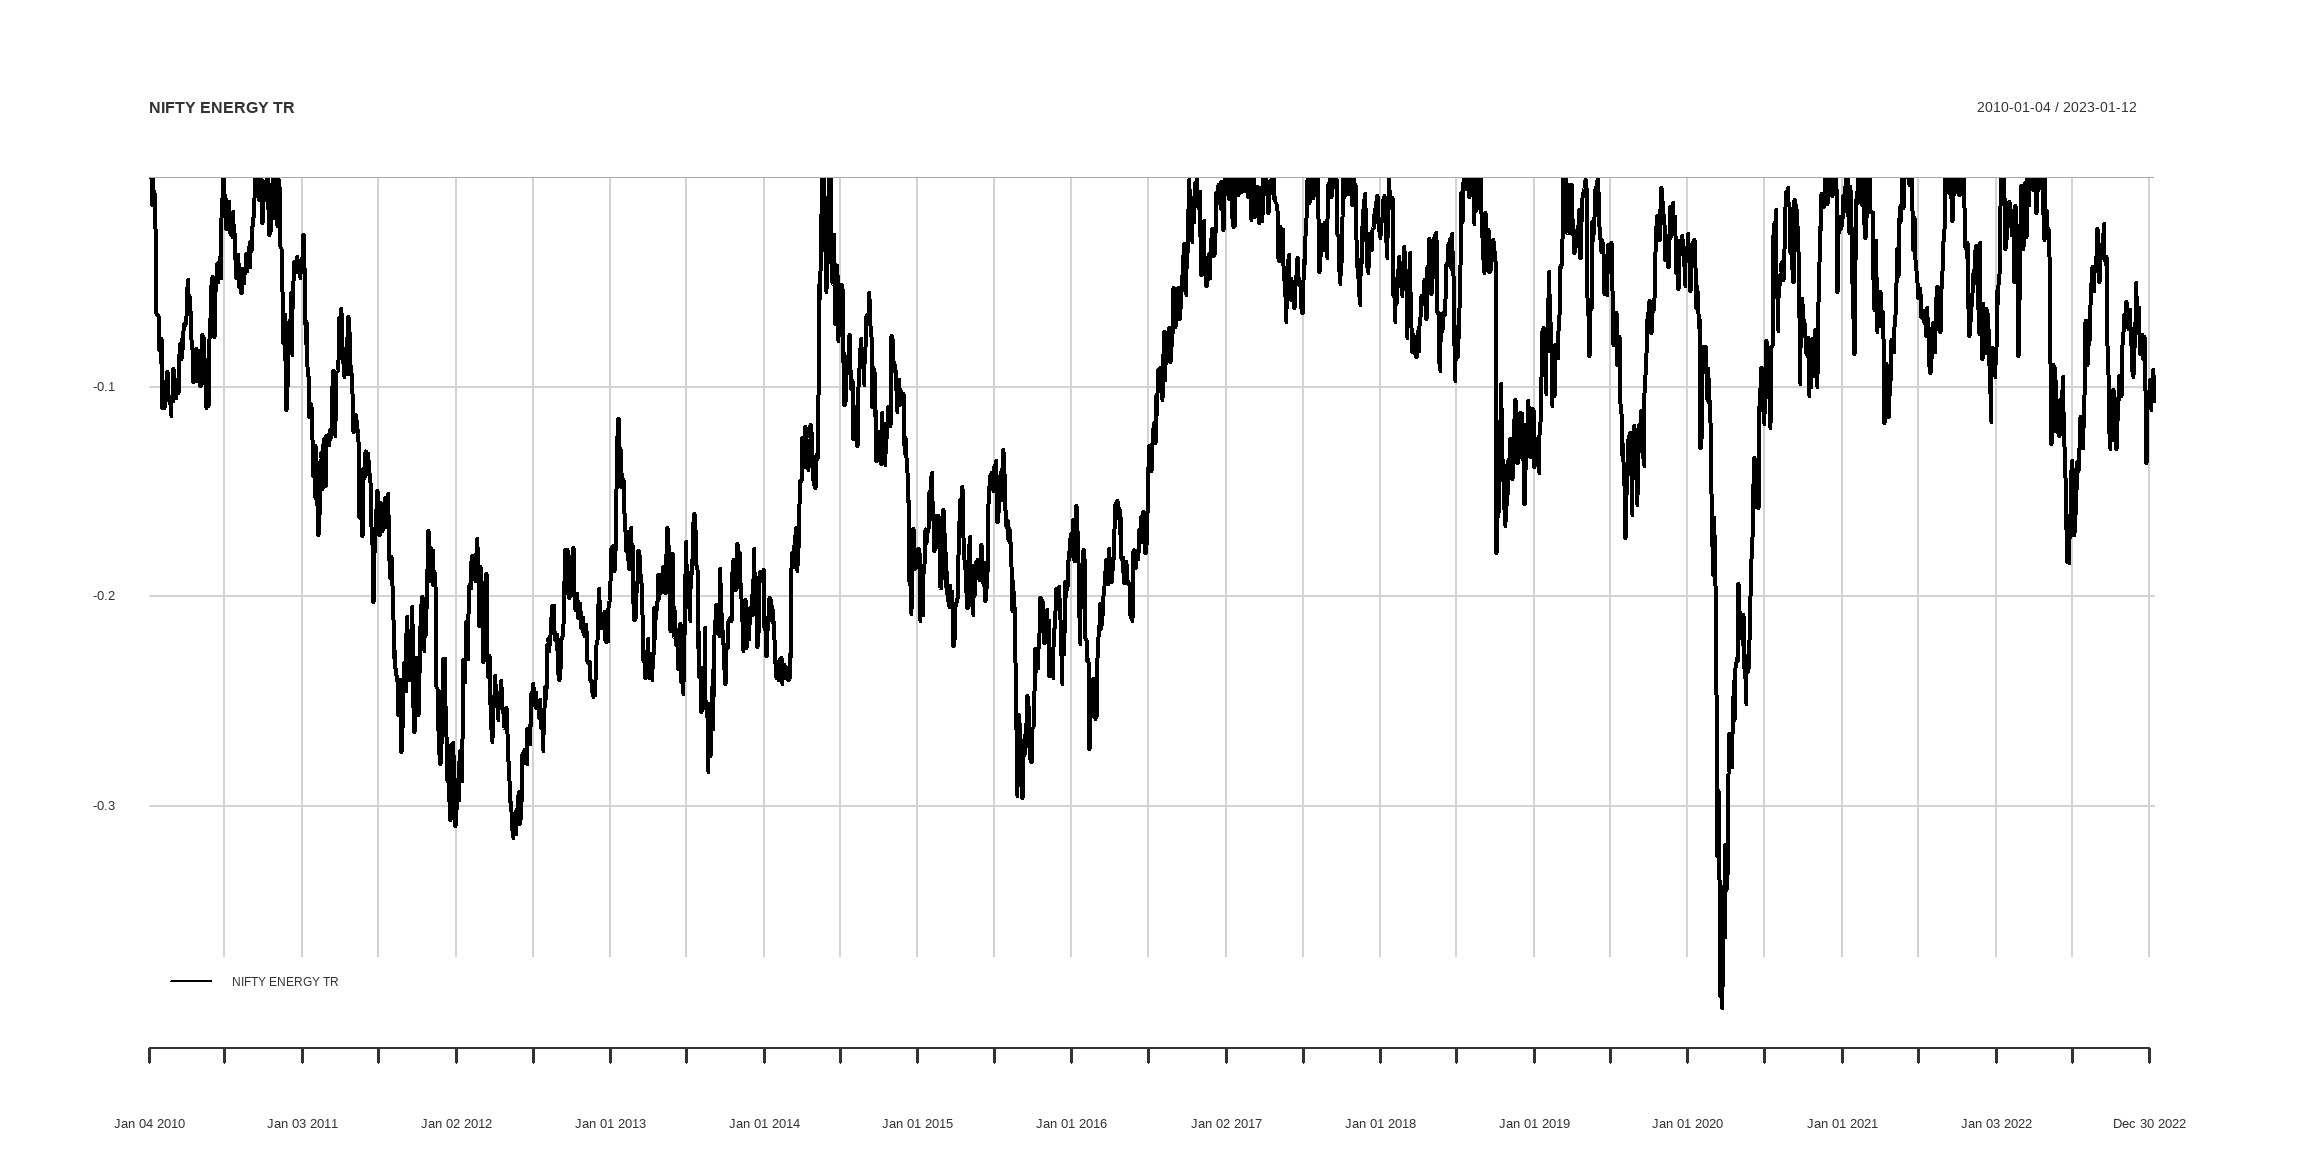 NIFTY ENERGY TR
2010-01-04 / 2023-01-12
-0.1
-0.2
-0.3
NIFTY ENERGY TR
Jan 04 2010
Jan 03 2011
Jan 02 2012
Jan 01 2013
Jan 01 2014
Jan 01 2015
Jan 01 2016
Jan 02 2017
Jan 01 2018
Jan 01 2019
Jan 01 2020
Jan 01 2021
Jan 03 2022
Dec 30 2022